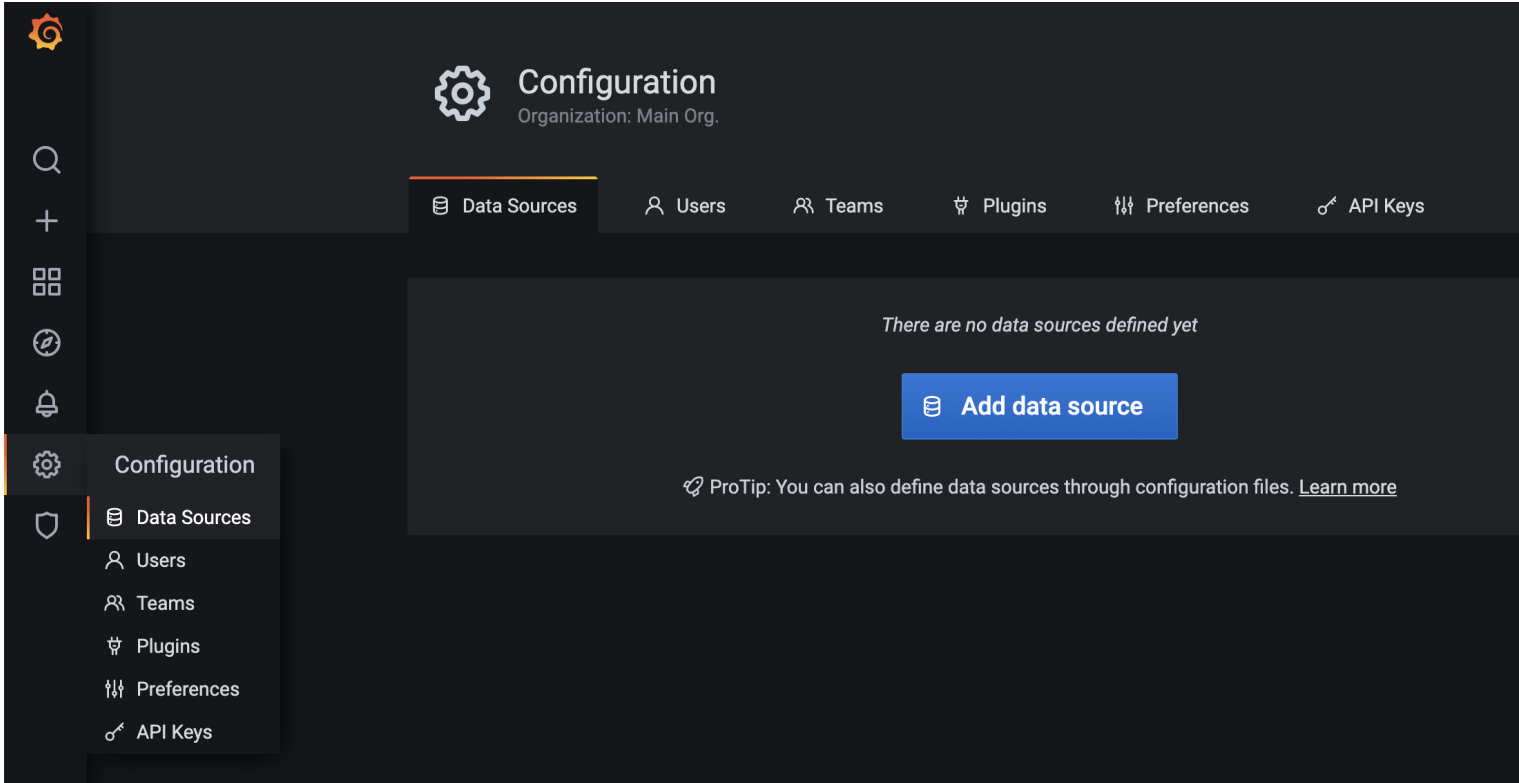 Configuration
Organization: Main Org.
Data Sources Users Teams Plugins Preferences API Keys
There are no data sources defined yet
Add data source
ProTip: You can also define data sources through configuration files. Learn more
Configuration
Data Sources
Users
Teams
Plugins
Preferences
API Keys